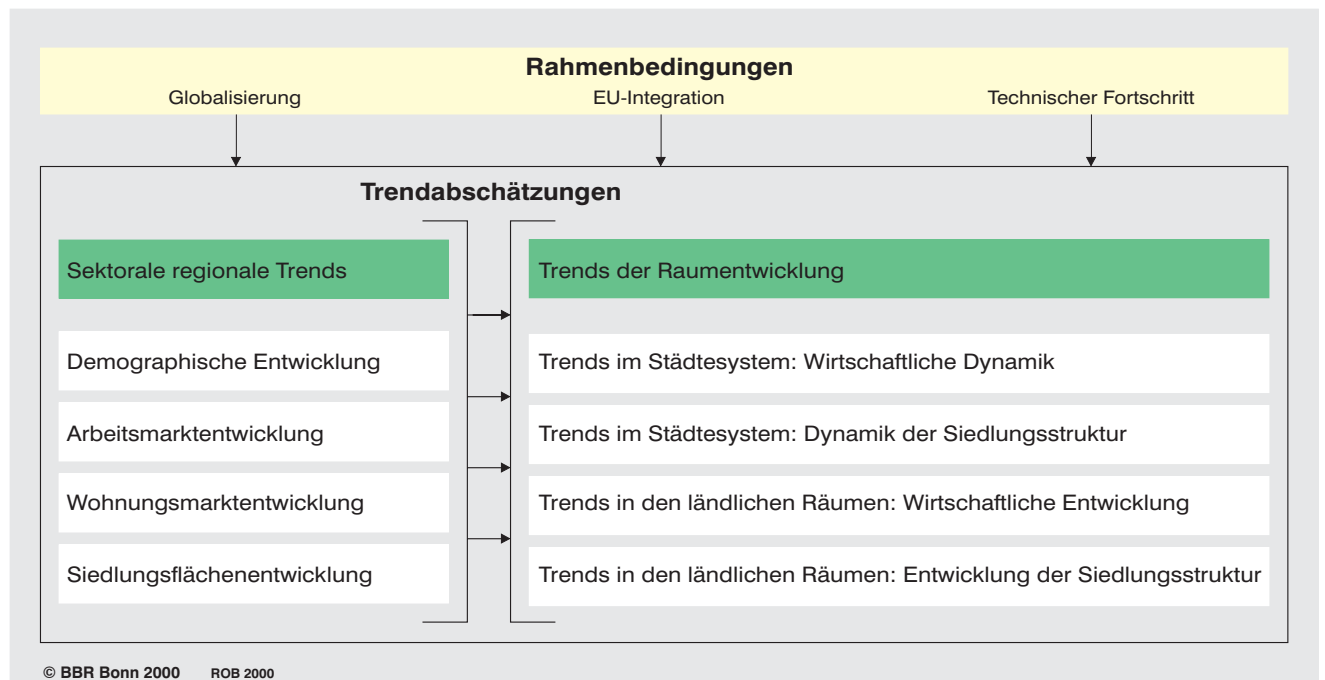 Rahmenbedingungen
Globalisierung EU-Integration Technischer Fortschritt
Trendabschätzungen
Sektorale regionale Trends
Demographische Entwicklung
Arbeitsmarktentwicklung
Wohnungsmarktentwicklung
Siedlungsflächenentwicklung
Trends der Raumentwicklung
Trends im Städtesystem: Wirtschaftliche Dynamik
Trends im Städtesystem: Dynamik der Siedlungsstruktur
Trends in den ländlichen Räumen: Wirtschaftliche Entwicklung
Trends in den ländlichen Räumen: Entwicklung der Siedlungsstruktur
© BBR Bonn 2000 ROB 2000